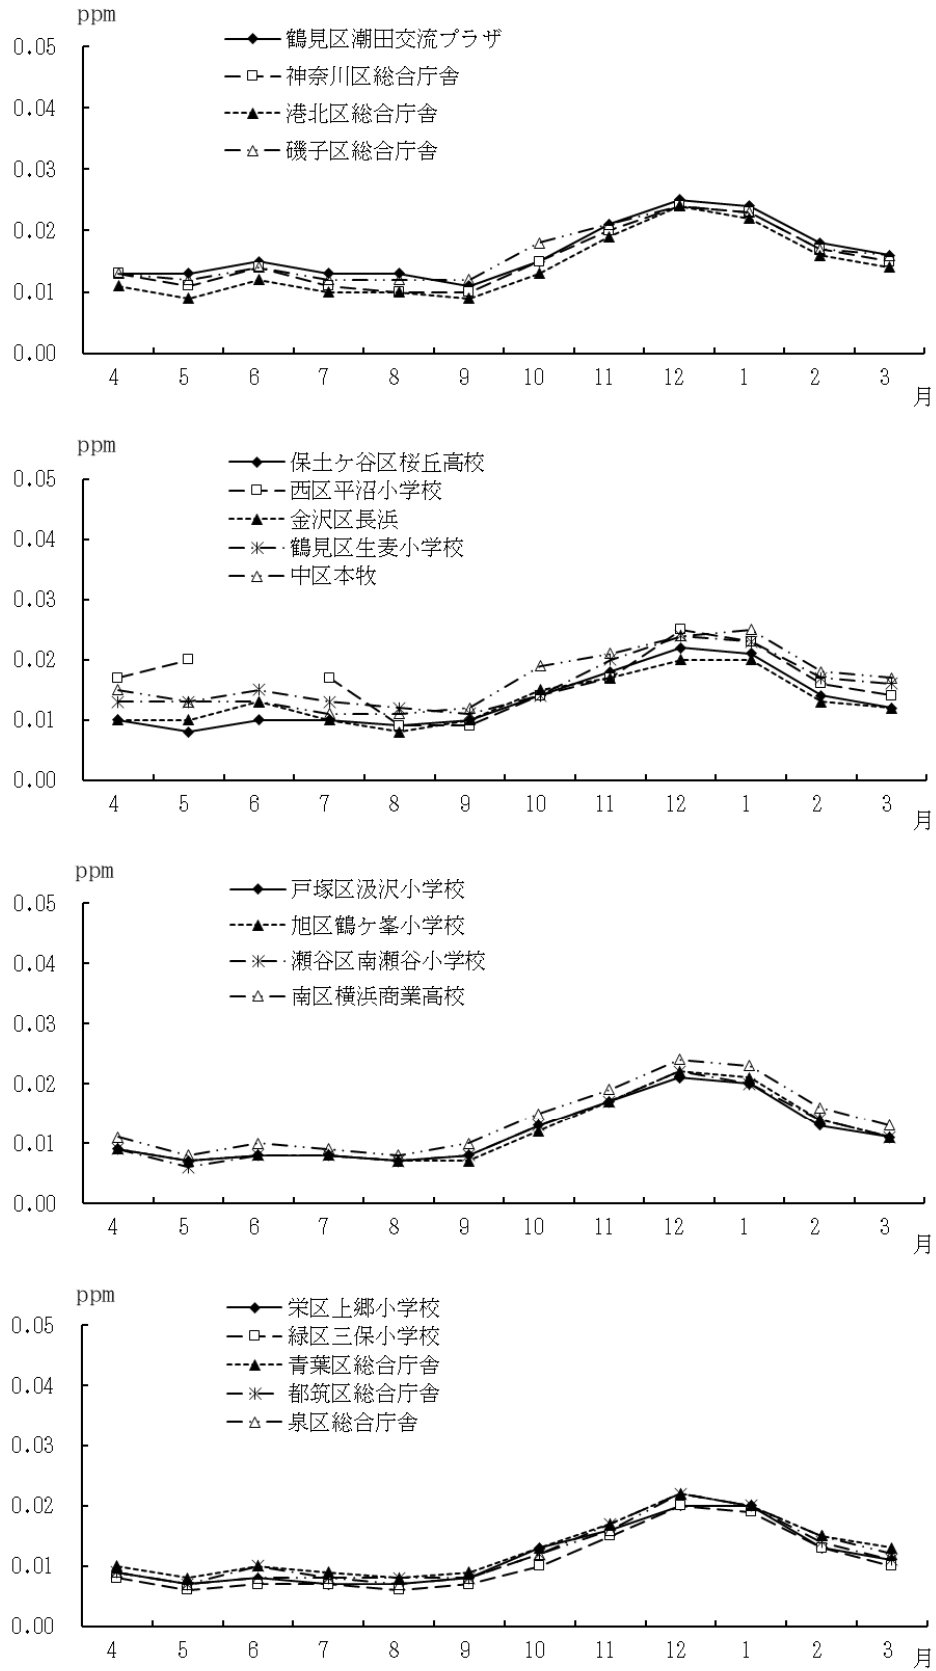 ppm
0.05
0.04
0.03
0.02
0.01
0.00
鶴見区潮田交流プラザ
神奈川区総合庁舎
港北区総合庁舎
磯子区総合庁舎
4 5 6 7 8 9 10 11 12 1 2 3
月
ppm
0.05
0.04
0.03
0.02
0.01
0.00
保土ケ谷区桜丘高校
西区平沼小学校
金沢区長浜
鶴見区生麦小学校
中区本牧
4 5 6 7 8 9 10 11 12 1 2 3
月
ppm
0.05
0.04
0.03
0.02
0.01
0.00
戸塚区汲沢小学校
旭区鶴ケ峯小学校
瀬谷区南瀬谷小学校
南区横浜商業高校
4 5 6 7 8 9 10 11 12 1 2 3
月
ppm
0.05
0.04
0.03
0.02
0.01
0.00
栄区上郷小学校
緑区三保小学校
青葉区総合庁舎
都筑区総合庁舎
泉区総合庁舎
4 5 6 7 8 9 10 11 12 1 2 3
月